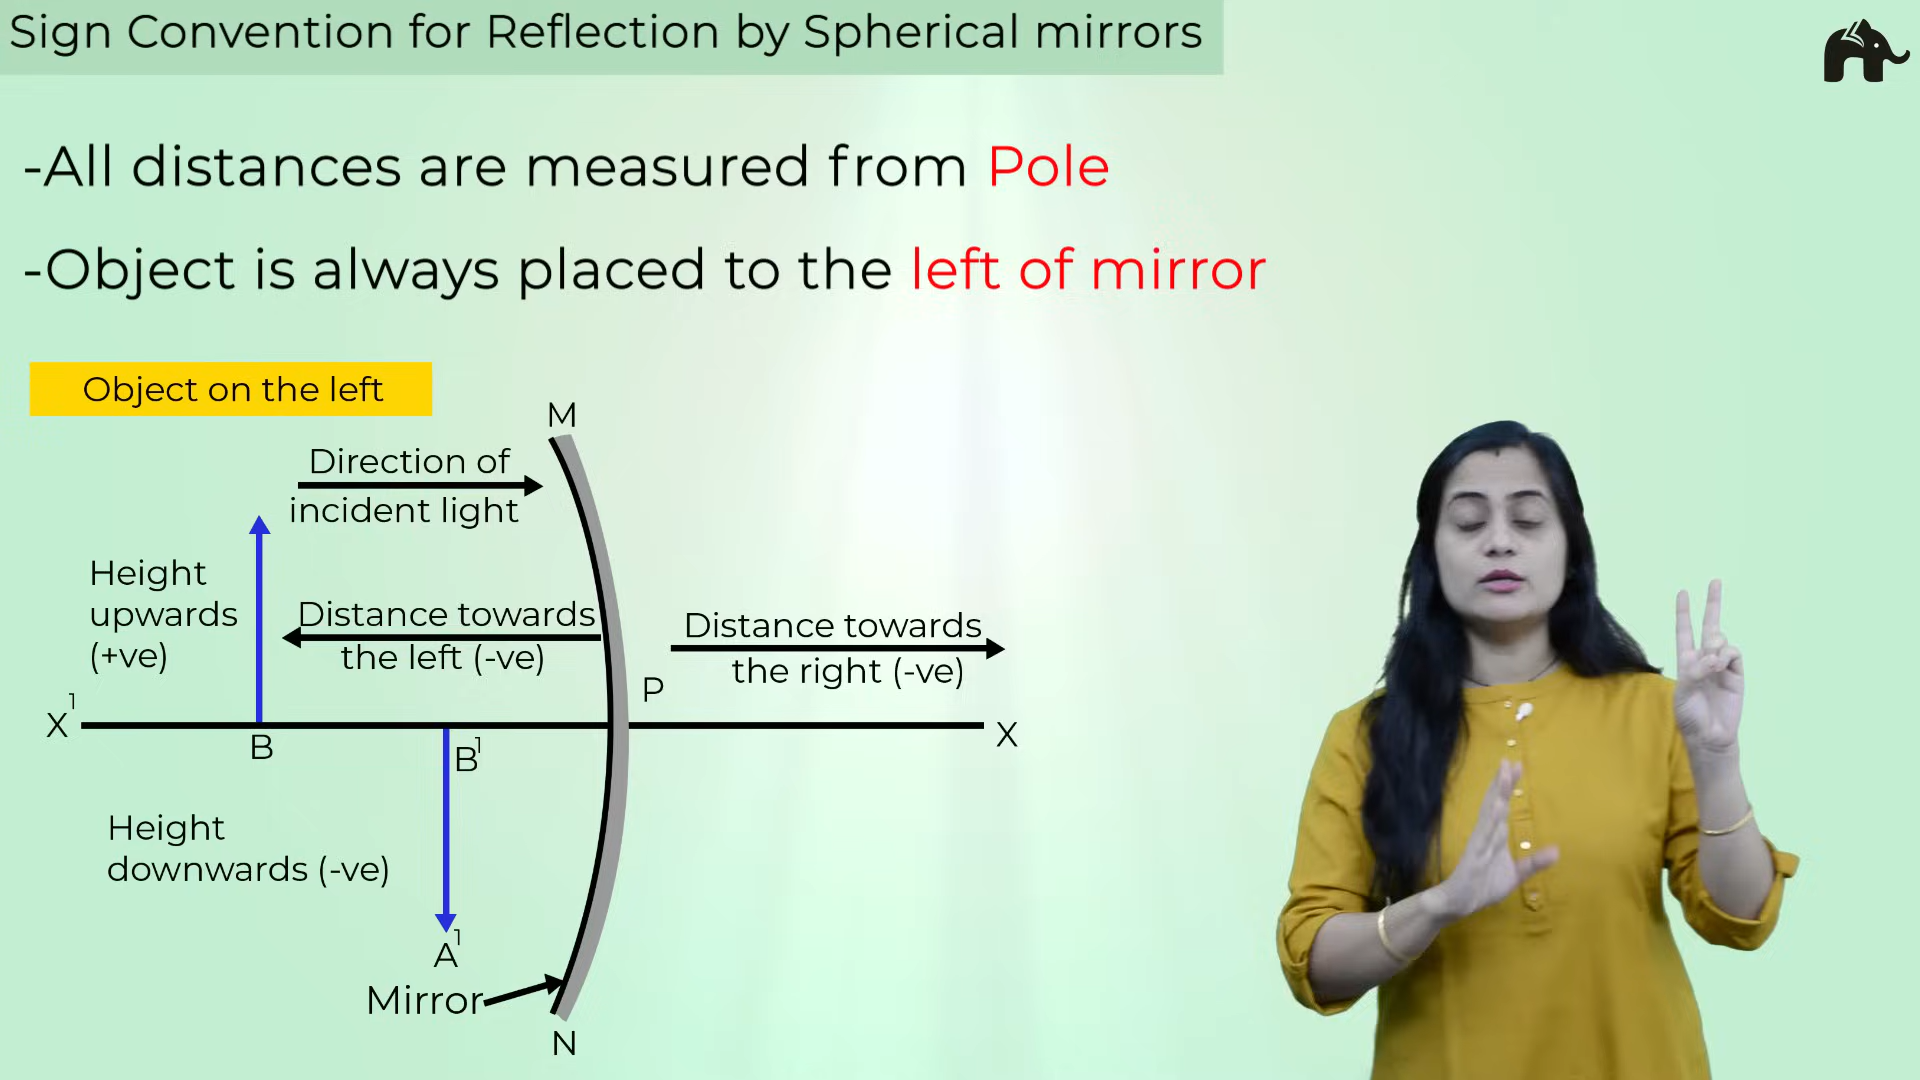 Sign Convention for Reflection by Spherical mirrors
-All distances are measured from Pole
-Object is always placed to the left of mirror
Object on the left
M
Direction of
incident light
Height
upwards
(+ve)
Distance towards
the left (-ve)
Distance towards
the right (-ve)
P
X1
X
B
B1
Height
downwards (-ve)
A1
Mirror
N